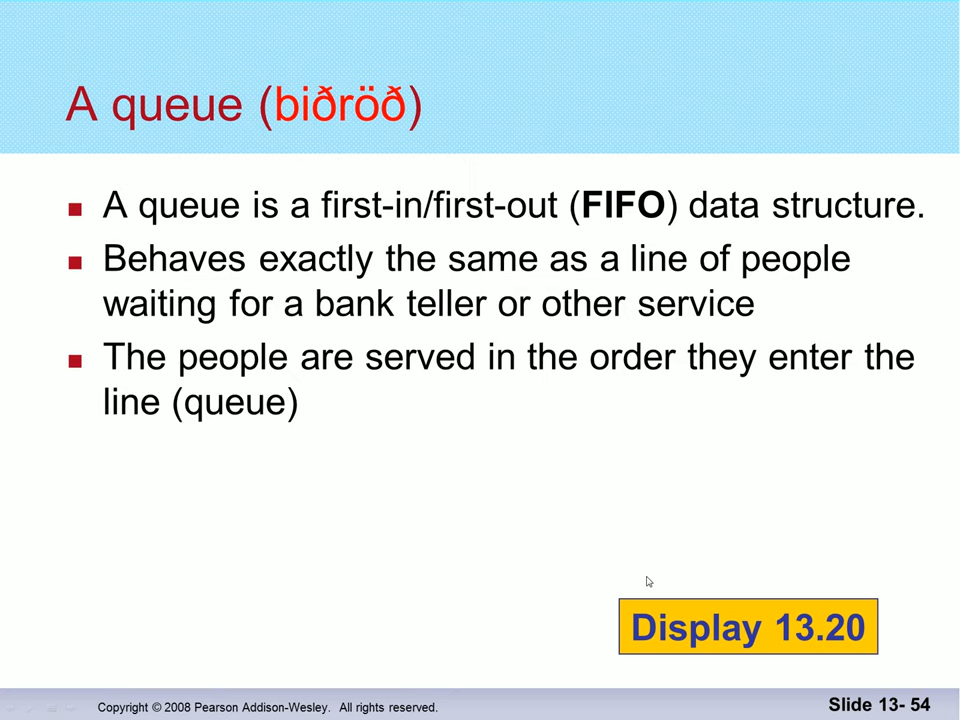 A queue (biðröð)
A queue is a first-in/first-out (FIFO) data structure.
Behaves exactly the same as a line of people
waiting for a bank teller or other service
The people are served in the order they enter the
line (queue)
Display 13.20
Copyright © 2008 Pearson Addison-Wesley. All rights reserved.
Slide 13- 54